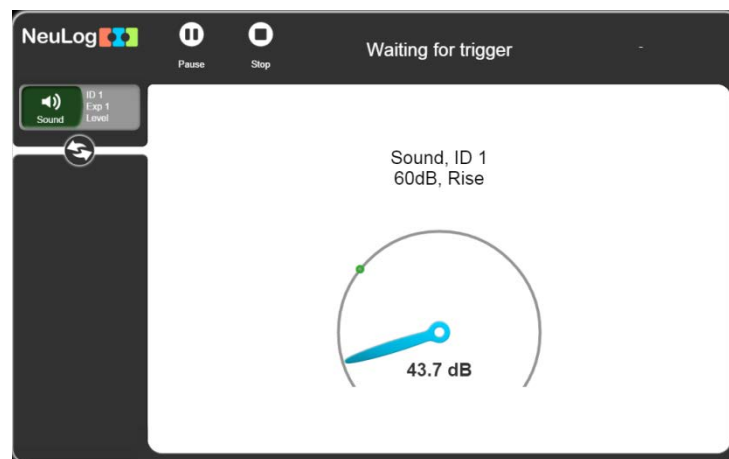 NeuLog
Pause
Stop
Waiting for trigger
-
Sound
ID 1
Exp 1
Level
Sound, ID 1
60dB, Rise
43.7 dB